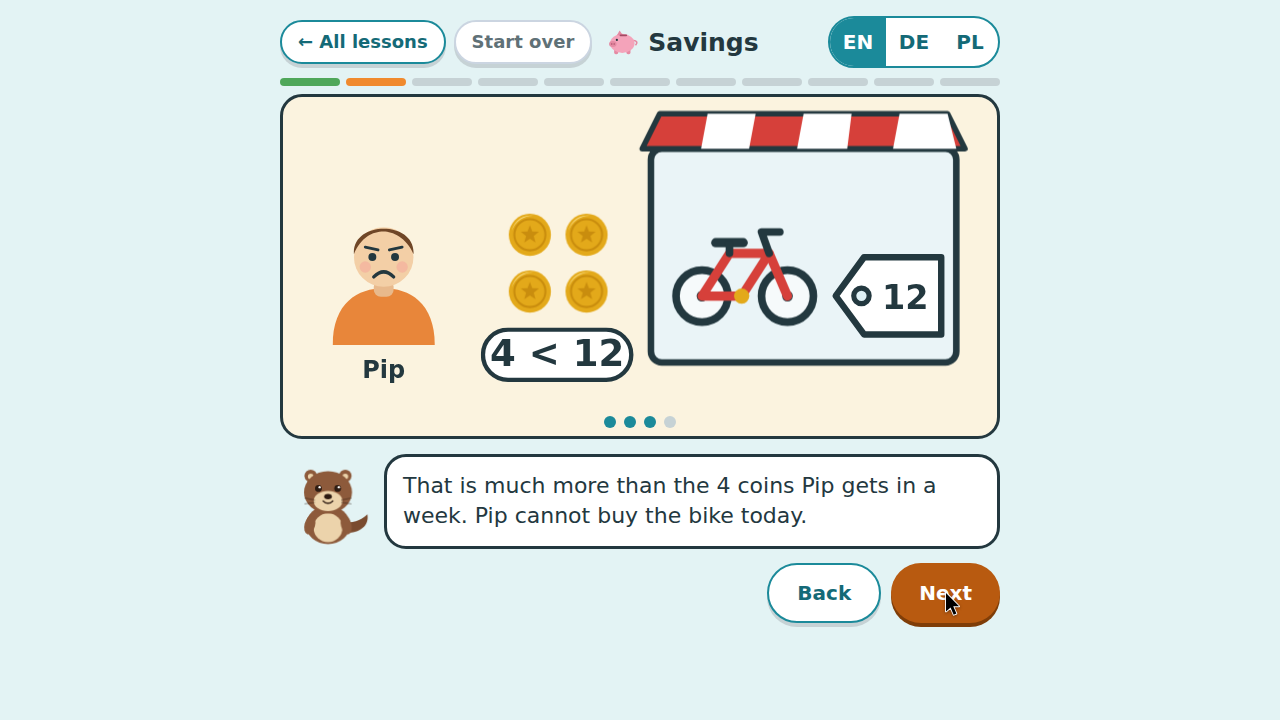 ← All lessons
Start over
Savings
EN DE PL
4 < 12
12
Pip
That is much more than the 4 coins Pip gets in a
week. Pip cannot buy the bike today.
Back
Next